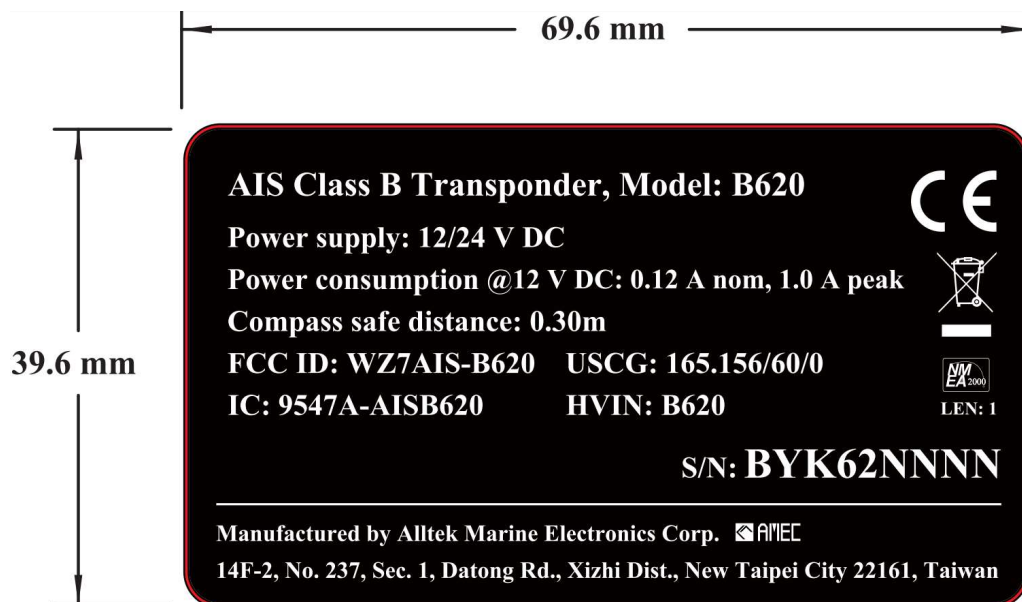 69.6 mm
39.6 mm
AIS Class B Transponder, Model: B620
Power supply: 12/24 V DC
Power consumption @12 V DC: 0.12 A nom, 1.0 A peak
Compass safe distance: 0.30m
FCC ID: WZ7AIS-B620 USCG: 165.156/60/0
IC: 9547A-AISB620 HVIN: B620
CE
NMEA 2000
LEN: 1
S/N: BYK62NNNN
Manufactured by Alltek Marine Electronics Corp. AMEC
14F-2, No. 237, Sec. 1, Datong Rd., Xizhi Dist., New Taipei City 22161, Taiwan